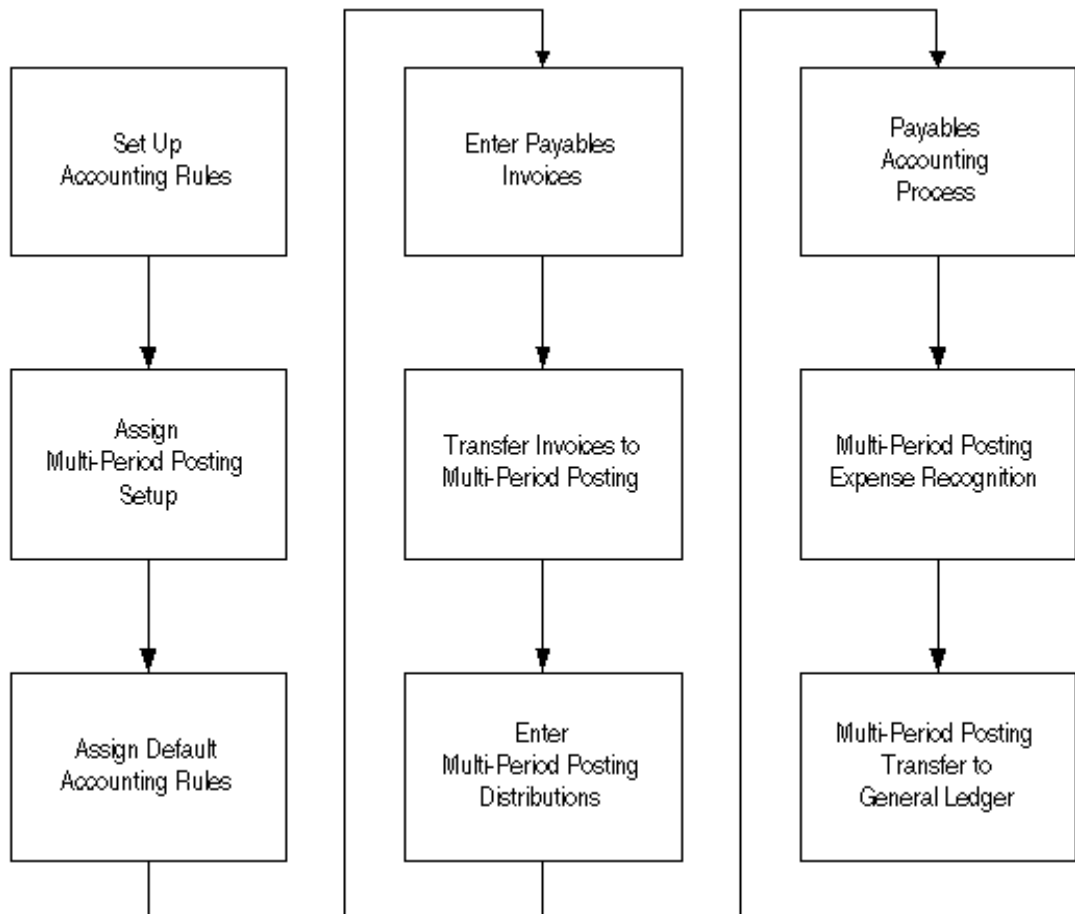 Set Up
Accounting Rules
Assign
Multi-Period Posting
Setup
Assign Default
Accounting Rules
Enter Payables
Invoices
Transfer Invoices to
Multi-Period Posting
Enter
Multi-Period Posting
Distributions
Payables
Accounting
Process
Multi-Period Posting
Expense Recognition
Multi-Period Posting
Transfer to
General Ledger